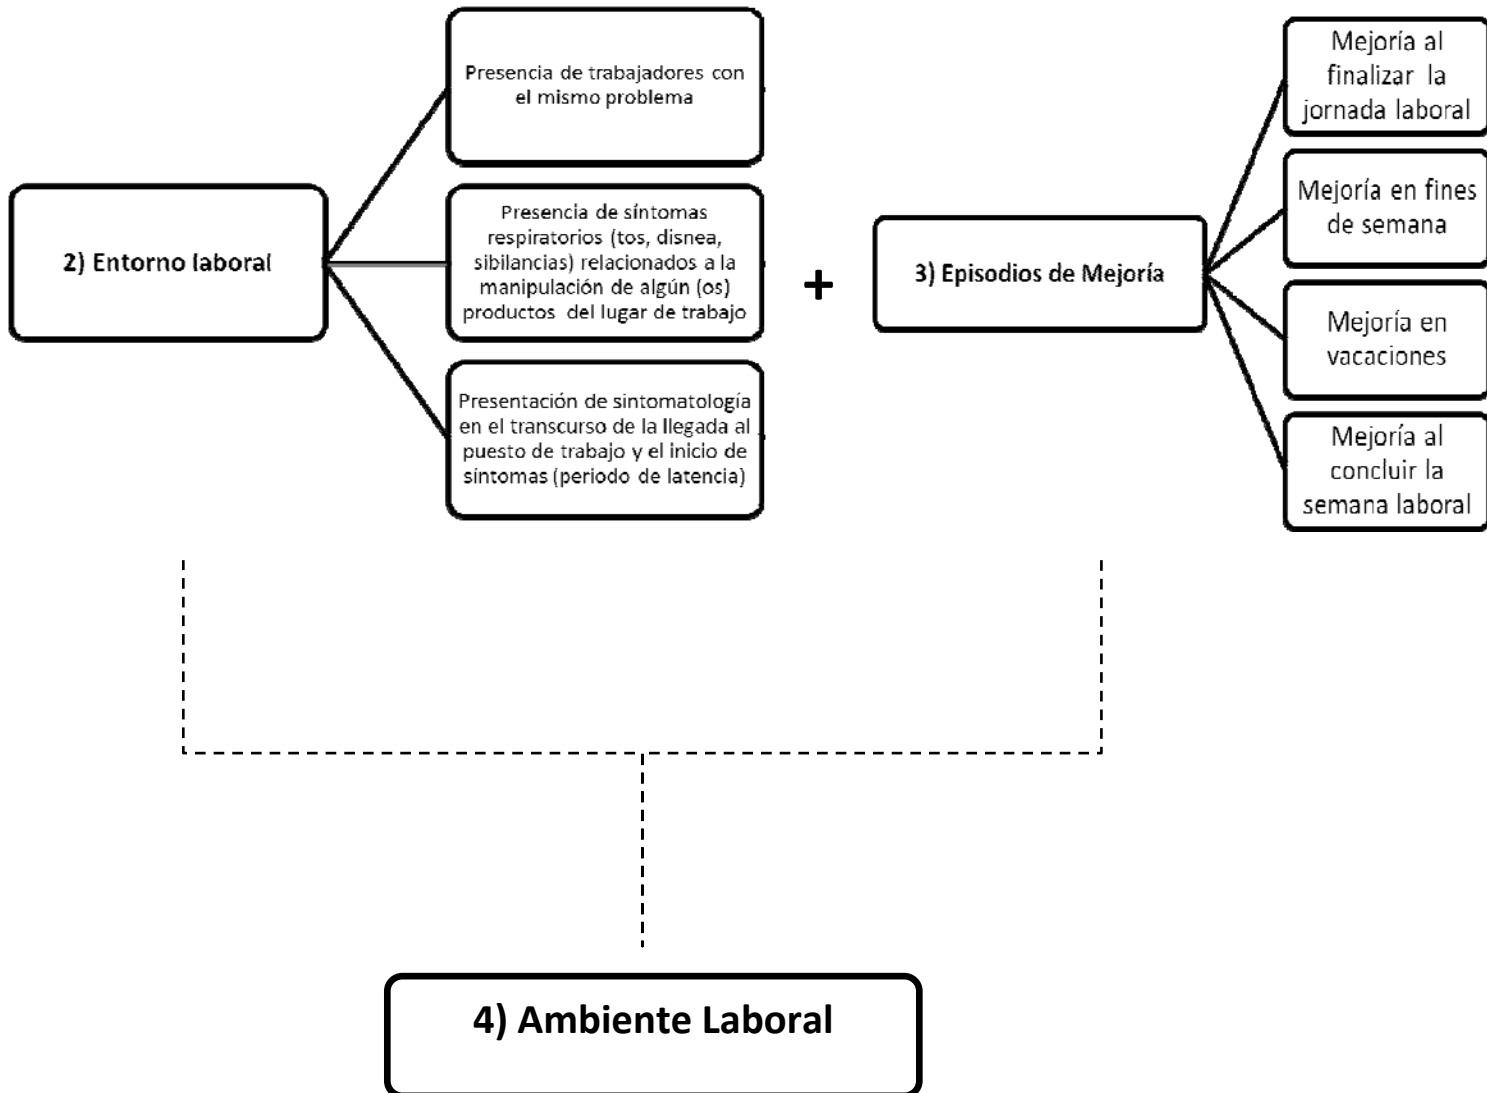 2) Entorno laboral
Presencia de trabajadores con
el mismo problema
Presencia de síntomas
respiratorios (tos, disnea,
sibilancias) relacionados a la
manipulación de algún (os)
productos del lugar de trabajo
Presentación de sintomatología
en el transcurso de la llegada al
puesto de trabajo y el inicio de
síntomas (periodo de latencia)
+
3) Episodios de Mejoría
Mejoría al
finalizar la
jornada laboral
Mejoría en fines
de semana
Mejoría en
vacaciones
Mejoría al
concluir la
semana laboral
4) Ambiente Laboral